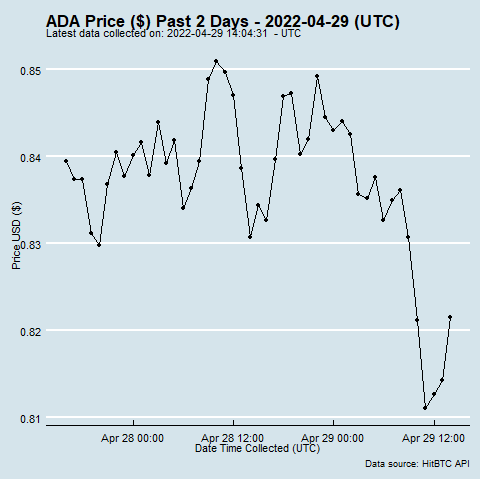 ADA Price ($) Past 2 Days - 2022-04-29 (UTC)
Latest data collected on: 2022-04-29 14:04:31 - UTC
Price USD ($)
0.85
0.84
0.83
0.82
0.81
Apr 28 00:00 Apr 28 12:00 Apr 29 00:00 Apr 29 12:00
Date Time Collected (UTC)
Data source: HitBTC API